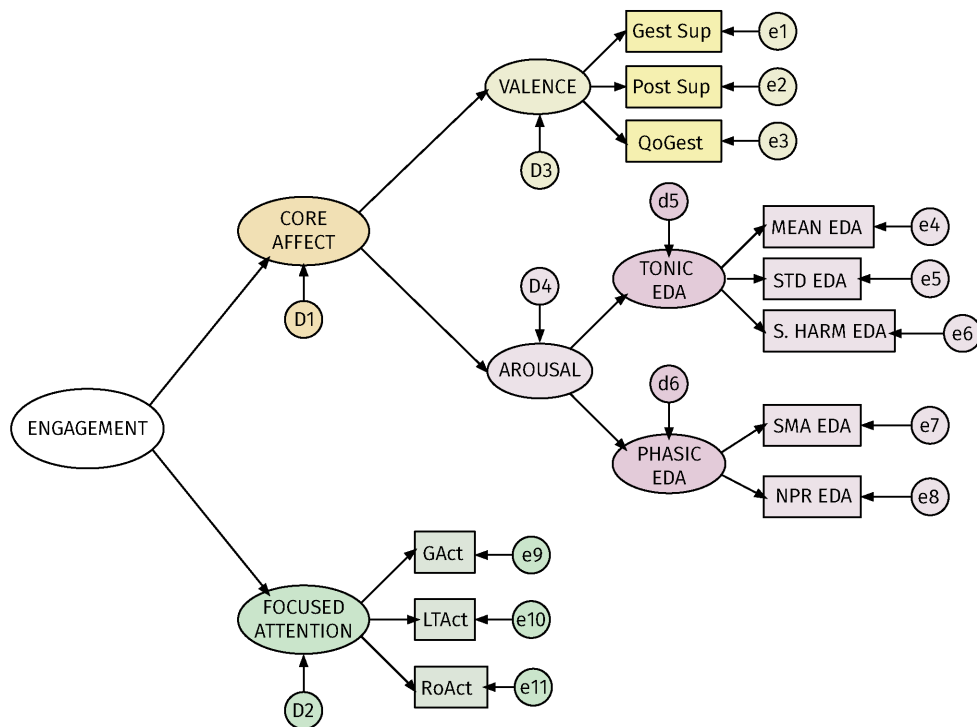 Gest Sup
e1
VALENCE
Post Sup
e2
QoGest
e3
D3
d5
CORE
AFFECT
MEAN EDA
e4
TONIC
EDA
STD EDA
e5
D4
D1
S. HARM EDA
e6
AROUSAL
d6
ENGAGEMENT
SMA EDA
e7
PHASIC
EDA
NPR EDA
e8
GAct
e9
FOCUSED
ATTENTION
LTAct
e10
RoAct
e11
D2